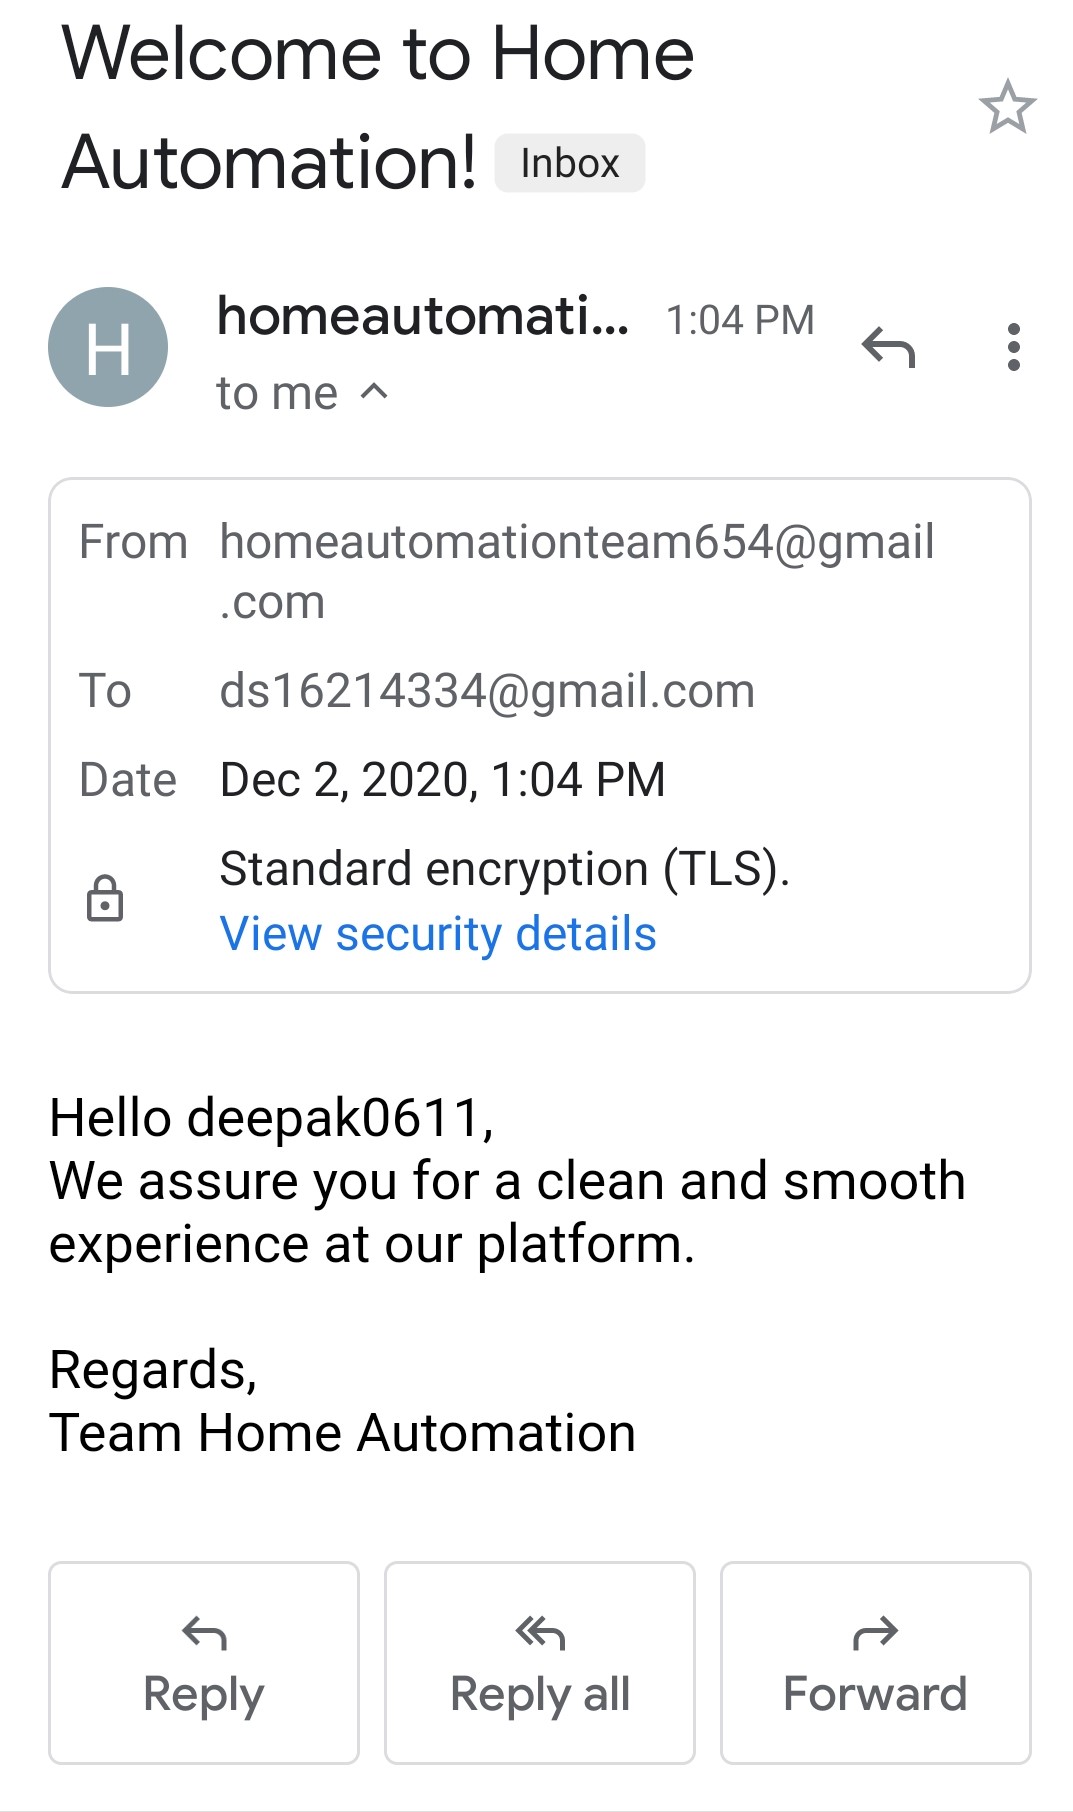 Welcome to Home
Automation! Inbox
H
homeautomati... 1:04 PM
to me
From homeautomationteam654@gmail
.com
To ds16214334@gmail.com
Date Dec 2, 2020, 1:04 PM
Standard encryption (TLS).
View security details
Hello deepak0611,
We assure you for a clean and smooth
experience at our platform.
Regards,
Team Home Automation
Reply Reply all Forward